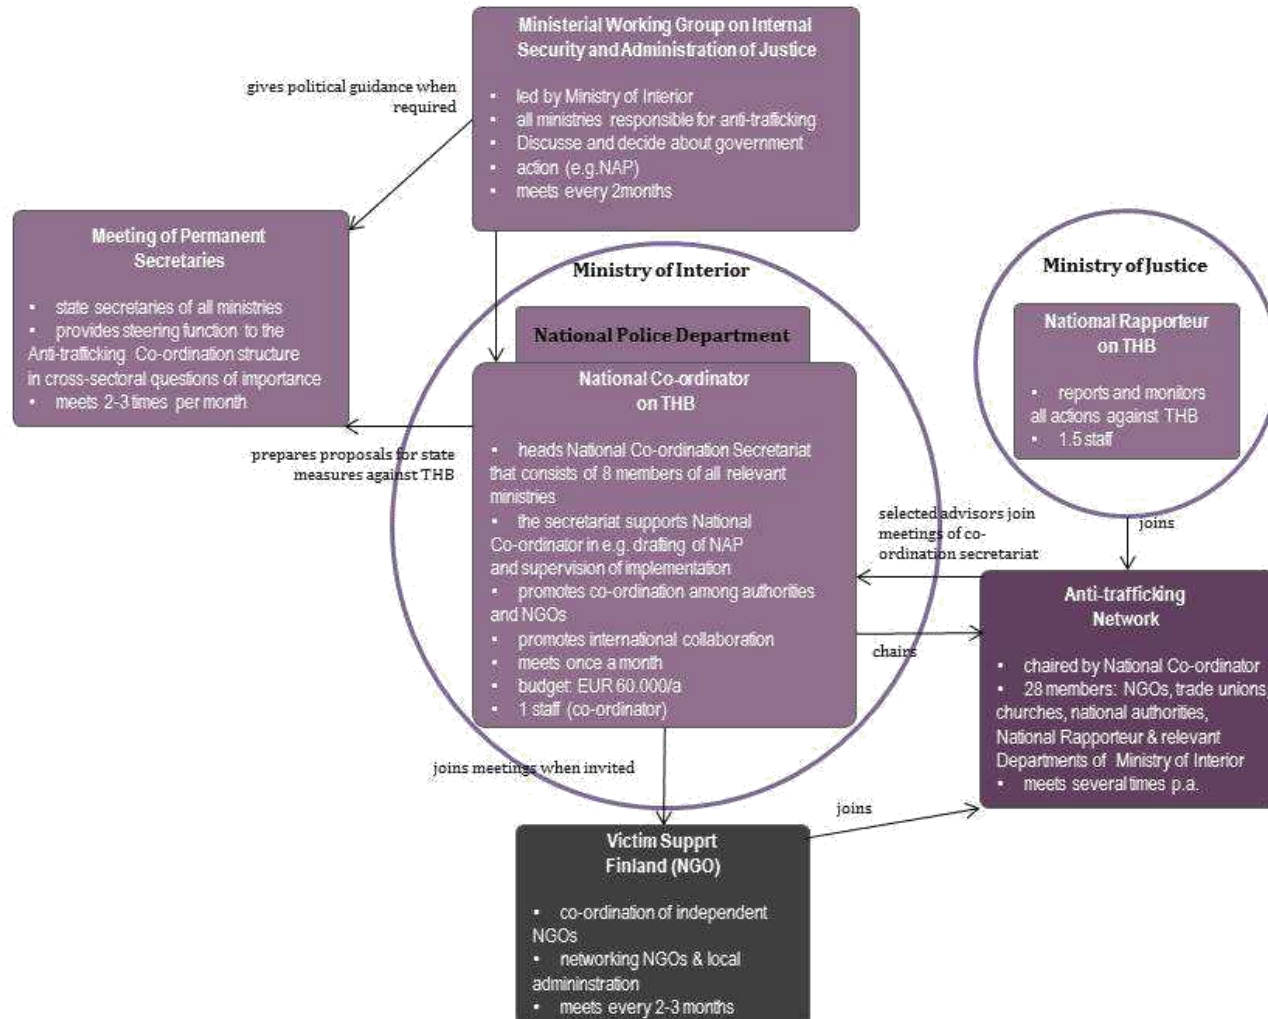 Ministerial Working Group on Internal
Security and Administration of Justice
• led by Ministry of Interior
• all ministries responsible for anti-trafficking
• Discusse and decide about government
• action (e.g.NAP)
• meets every 2months
gives political guidance when
required
Meeting of Permanent
Secretaries
• state secretaries of all ministries
• provides steering function to the
Anti-trafficking Co-ordination structure
in cross-sectoral questions of importance
• meets 2-3 times per month
Ministry of Interior
National Police Department
National Co-ordinator
on THB
• heads National Co-ordination Secretariat
that consists of 8 members of all relevant
ministries
• the secretariat supports National
Co-ordinator in e.g. drafting of NAP
and supervision of implementation
• promotes co-ordination among authorities
and NGOs
• promotes international collaboration
• meets once a month
• budget: EUR 60.000/a
• 1 staff (co-ordinator)
prepares proposals for state
measures against THB
Ministry of Justice
National Rapporteur
on THB
• reports and monitors
all actions against THB
• 1.5 staff
joins
selected advisors join
meetings of co-
ordination secretariat
chairs
Anti-trafficking
Network
• chaired by National Co-ordinator
• 28 members: NGOs, trade unions,
churches, national authorities,
National Rapporteur & relevant
Departments of Ministry of Interior
• meets several times p.a.
joins meetings when invited
joins
Victim Supprt
Finland (NGO)
• co-ordination of independent
NGOs
• networking NGOs & local
admininstration
• meets every 2-3 months